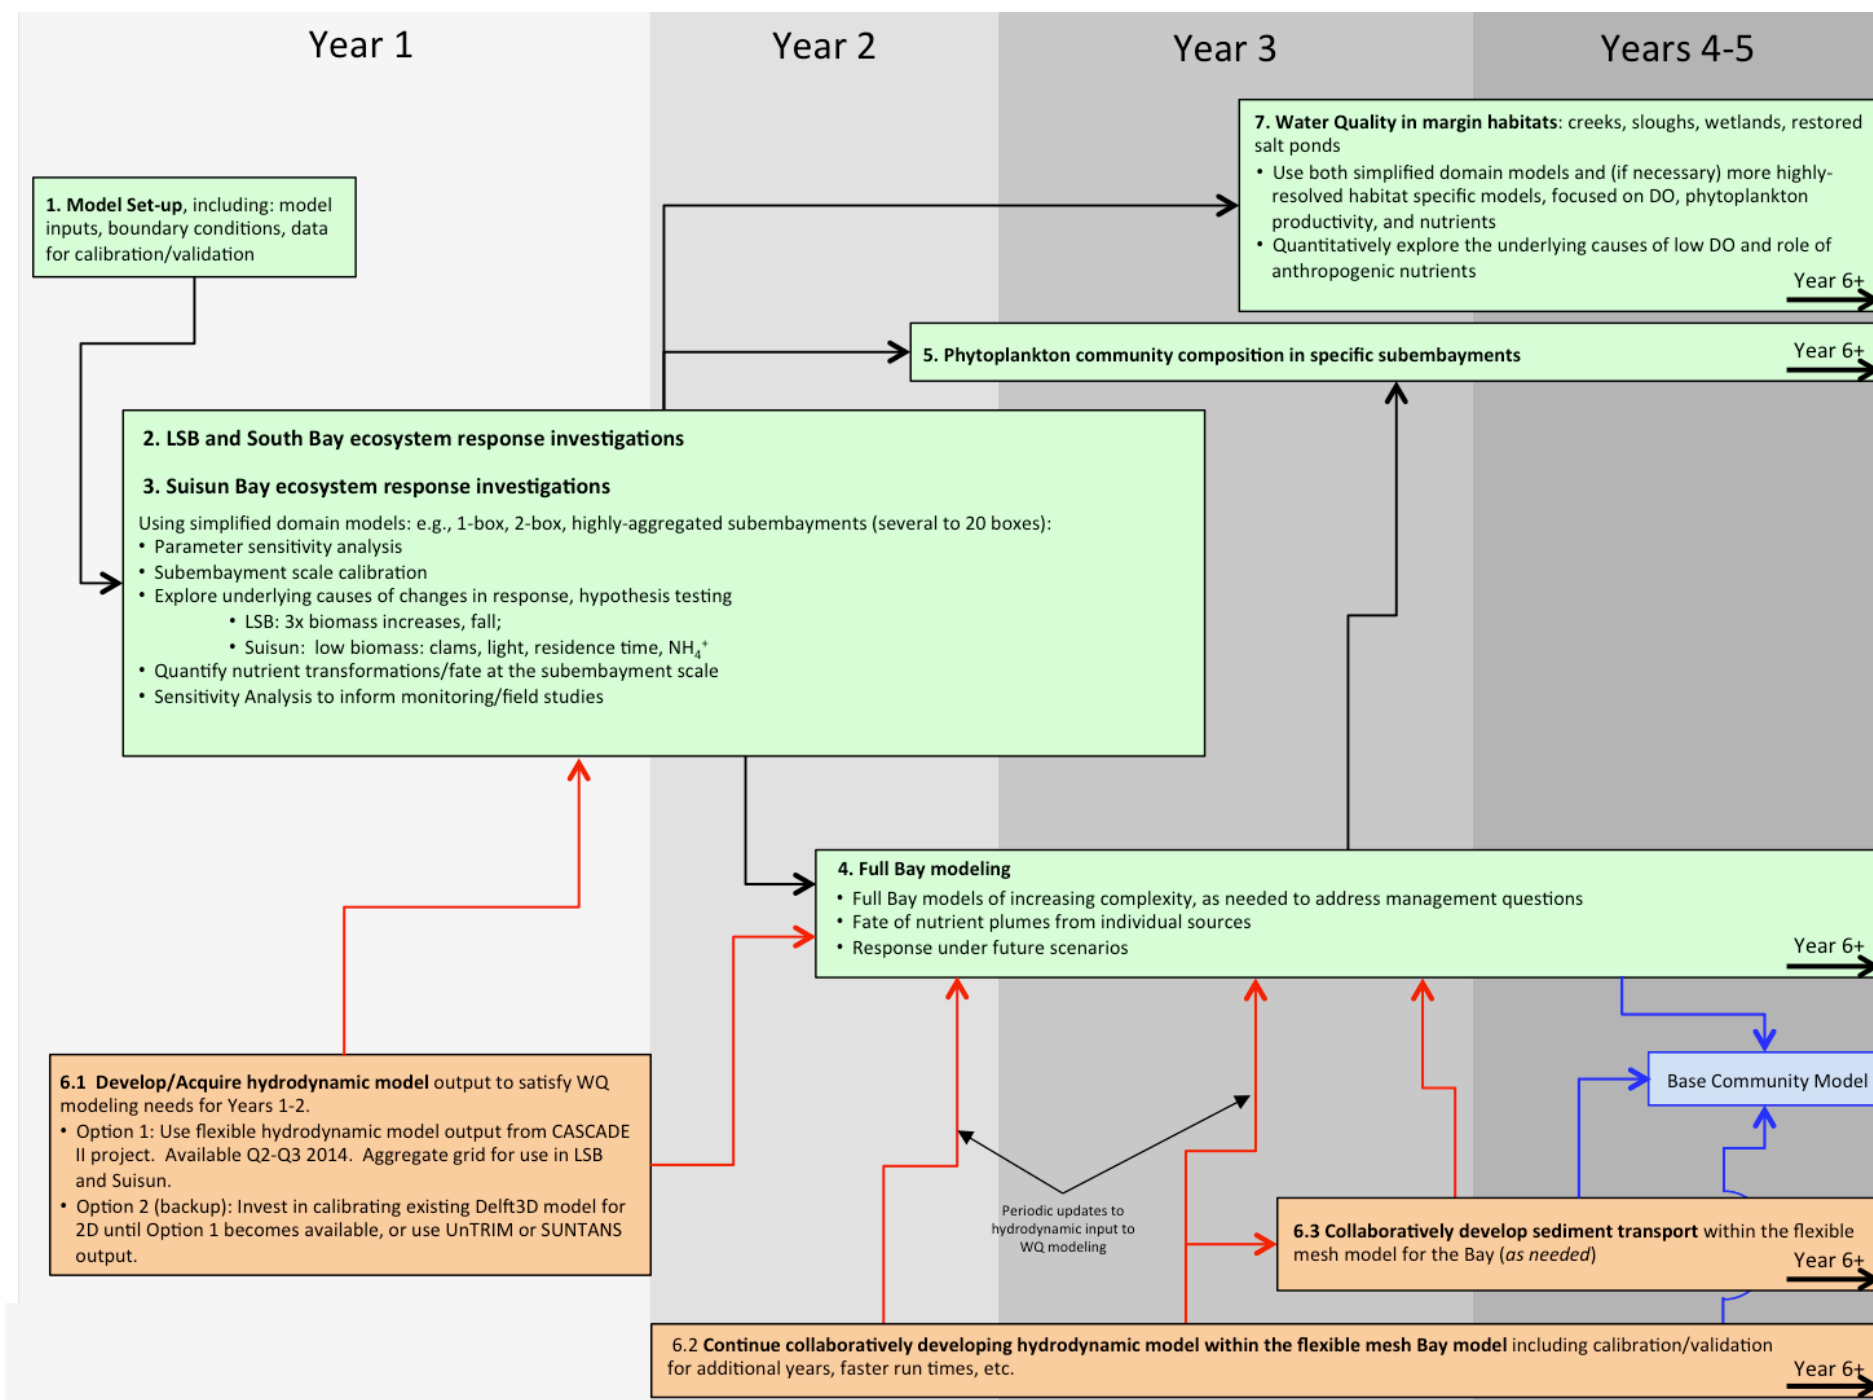 Year 1
Year 2
Year 3
Years 4-5
7. Water Quality in margin habitats: creeks, sloughs, wetlands, restored
salt ponds
• Use both simplified domain models and (if necessary) more highly-
resolved habitat specific models, focused on DO, phytoplankton
productivity, and nutrients
• Quantitatively explore the underlying causes of low DO and role of
anthropogenic nutrients
Year 6+
1. Model Set-up, including: model
inputs, boundary conditions, data
for calibration/validation
5. Phytoplankton community composition in specific subembayments
Year 6+
2. LSB and South Bay ecosystem response investigations
3. Suisun Bay ecosystem response investigations
Using simplified domain models: e.g., 1-box, 2-box, highly-aggregated subembayments (several to 20 boxes):
• Parameter sensitivity analysis
• Subembayment scale calibration
• Explore underlying causes of changes in response, hypothesis testing
• LSB: 3x biomass increases, fall;
• Suisun: low biomass: clams, light, residence time, NH₄⁺
• Quantify nutrient transformations/fate at the subembayment scale
• Sensitivity Analysis to inform monitoring/field studies
4. Full Bay modeling
• Full Bay models of increasing complexity, as needed to address management questions
• Fate of nutrient plumes from individual sources
• Response under future scenarios
Year 6+
6.1 Develop/Acquire hydrodynamic model output to satisfy WQ
modeling needs for Years 1-2.
• Option 1: Use flexible hydrodynamic model output from CASCADE
II project. Available Q2-Q3 2014. Aggregate grid for use in LSB
and Suisun.
• Option 2 (backup): Invest in calibrating existing Delft3D model for
2D until Option 1 becomes available, or use UnTRIM or SUNTANS
output.
Base Community Model
Periodic updates to
hydrodynamic input to
WQ modeling
6.3 Collaboratively develop sediment transport within the flexible
mesh model for the Bay (as needed)
Year 6+
6.2 Continue collaboratively developing hydrodynamic model within the flexible mesh Bay model including calibration/validation
for additional years, faster run times, etc.
Year 6+